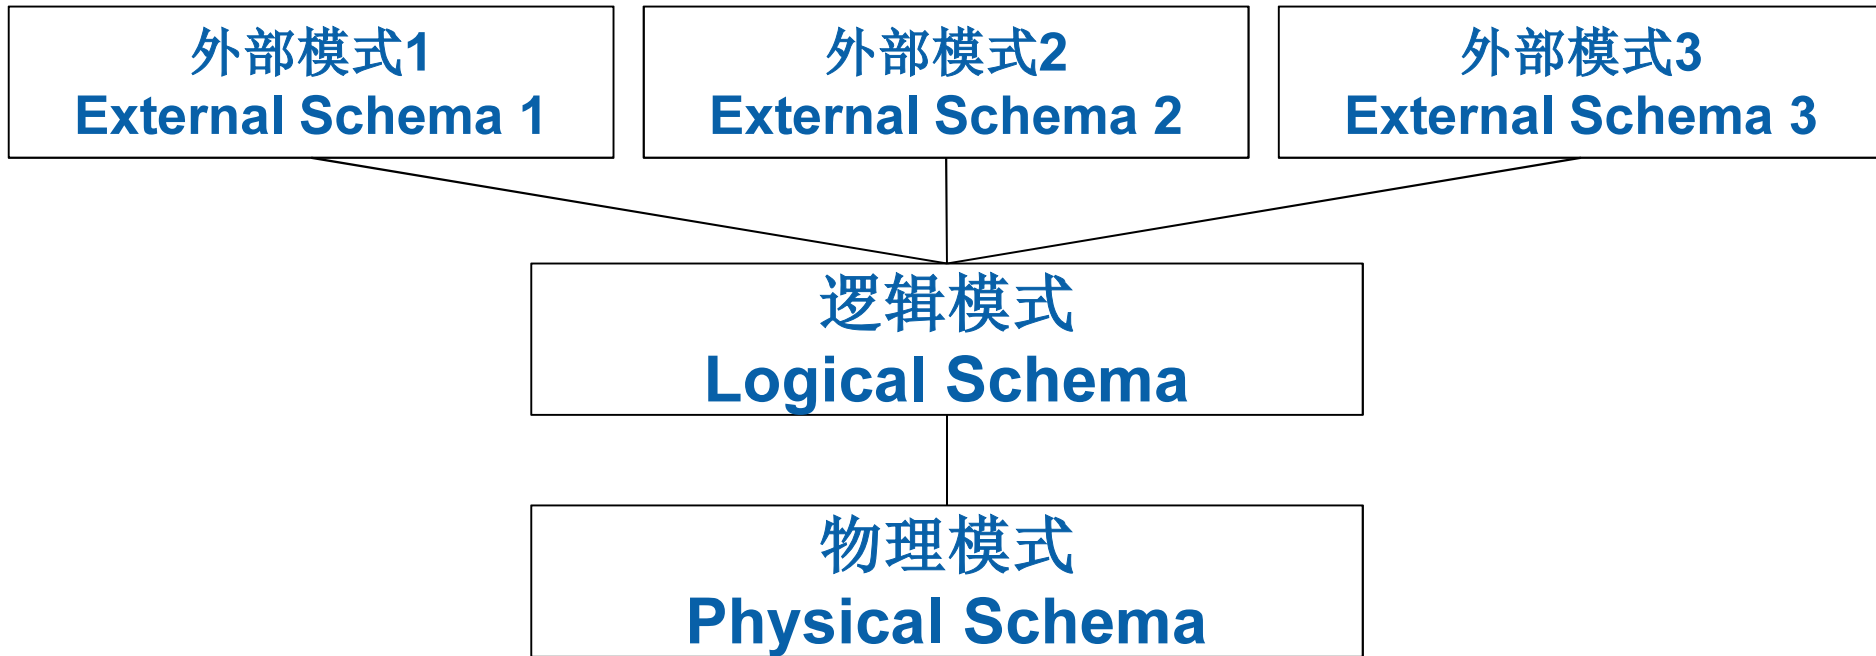 外部模式1
External Schema 1
外部模式2
External Schema 2
外部模式3
External Schema 3
逻辑模式
Logical Schema
物理模式
Physical Schema